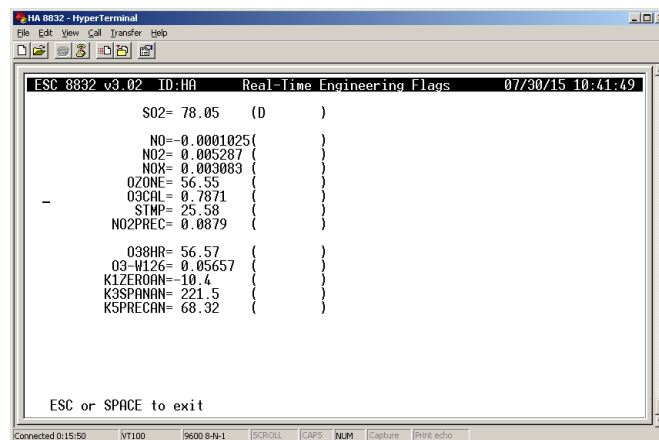 HA 8832 - HyperTerminal
File Edit View Call Transfer Help
ESC 8832 v3.02 ID:HA Real-Time Engineering Flags 07/30/15 10:41:49
SO2= 78.05 (D )
NO=-0.0001025( )
NO2= 0.005287 ( )
NOX= 0.003083 ( )
OZONE= 56.55 ( )
O3CAL= 0.7871 ( )
STMP= 25.58 ( )
NO2PREC= 0.0879 ( )
O38HR= 56.57 ( )
O3-W126= 0.05657 ( )
K1ZEROAN=-10.4 ( )
K3SPANAN= 221.5 ( )
K5PRECAN= 68.32 ( )
ESC or SPACE to exit
Connected 0:15:50 VT100 9600 8-N-1 SCROLL CAPS NUM Capture Print echo